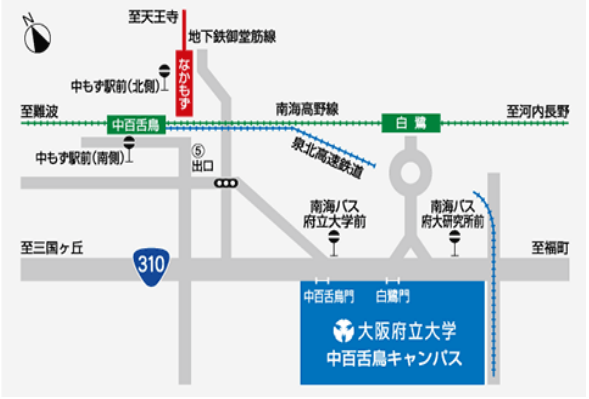 N
至天王寺
地下鉄御堂筋線
なかもず
中もず駅前(北側)
至難波
中百舌鳥
南海高野線
白鷺
至河内長野
中もず駅前(南側)
⑤
出口
泉北高速鉄道
南海バス
府立大学前
南海バス
府大研究所前
至三国ヶ丘
310
至福町
中百舌鳥門
白鷺門
大阪府立大学
中百舌鳥キャンパス